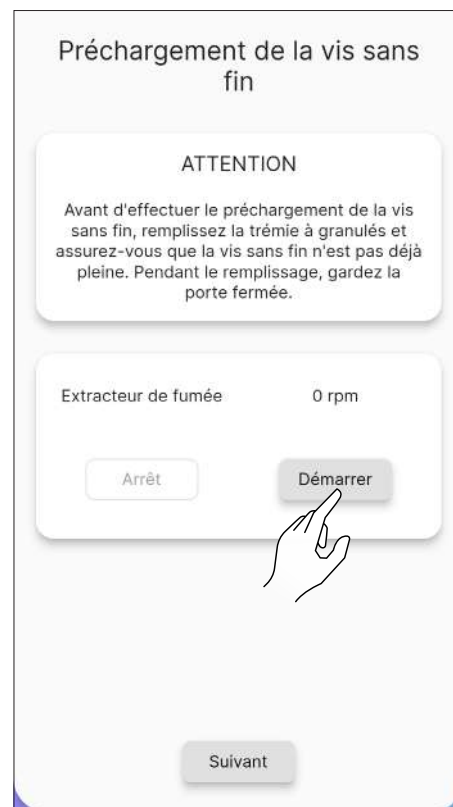 Préchargement de la vis sans
fin
ATTENTION
Avant d'effectuer le préchargement de la vis
sans fin, remplissez la trémie à granulés et
assurez-vous que la vis sans fin n'est pas déjà
pleine. Pendant le remplissage, gardez la
porte fermée.
Extracteur de fumée 0 rpm
Arrêt Démarrer
Suivant